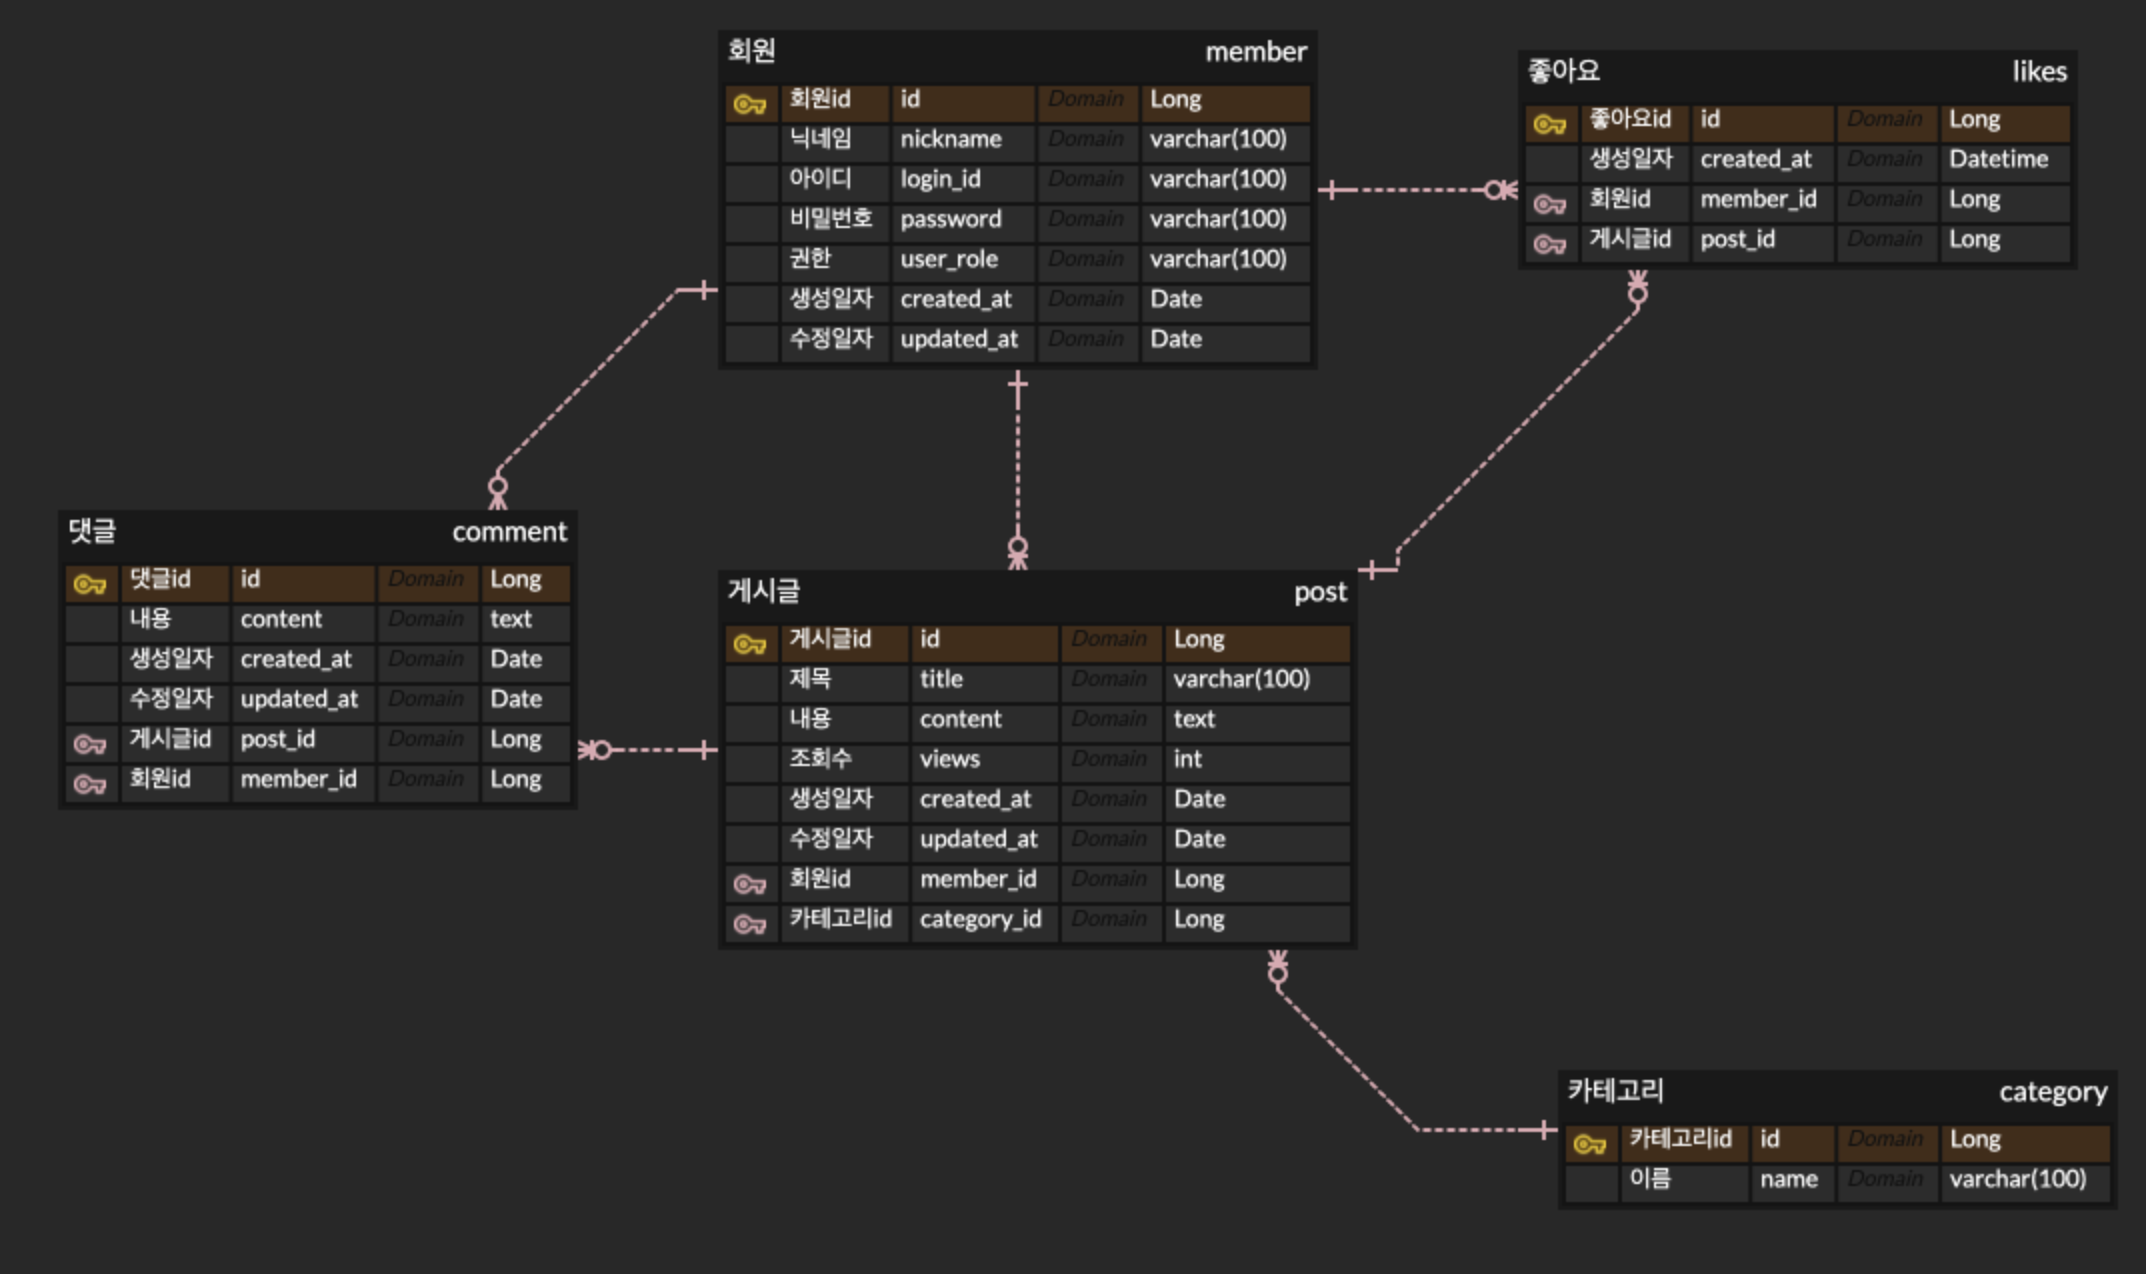 회원 member
회원id id Domain Long
닉네임 nickname Domain varchar(100)
아이디 login_id Domain varchar(100)
비밀번호 password Domain varchar(100)
권한 user_role Domain varchar(100)
생성일자 created_at Domain Date
수정일자 updated_at Domain Date
좋아요 likes
좋아요id id Domain Long
생성일자 created_at Domain Datetime
회원id member_id Domain Long
게시글id post_id Domain Long
댓글 comment
댓글id id Domain Long
내용 content Domain text
생성일자 created_at Domain Date
수정일자 updated_at Domain Date
게시글id post_id Domain Long
회원id member_id Domain Long
게시글 post
게시글id id Domain Long
제목 title Domain varchar(100)
내용 content Domain text
조회수 views Domain int
생성일자 created_at Domain Date
수정일자 updated_at Domain Date
회원id member_id Domain Long
카테고리id category_id Domain Long
카테고리 category
카테고리id id Domain Long
이름 name Domain varchar(100)